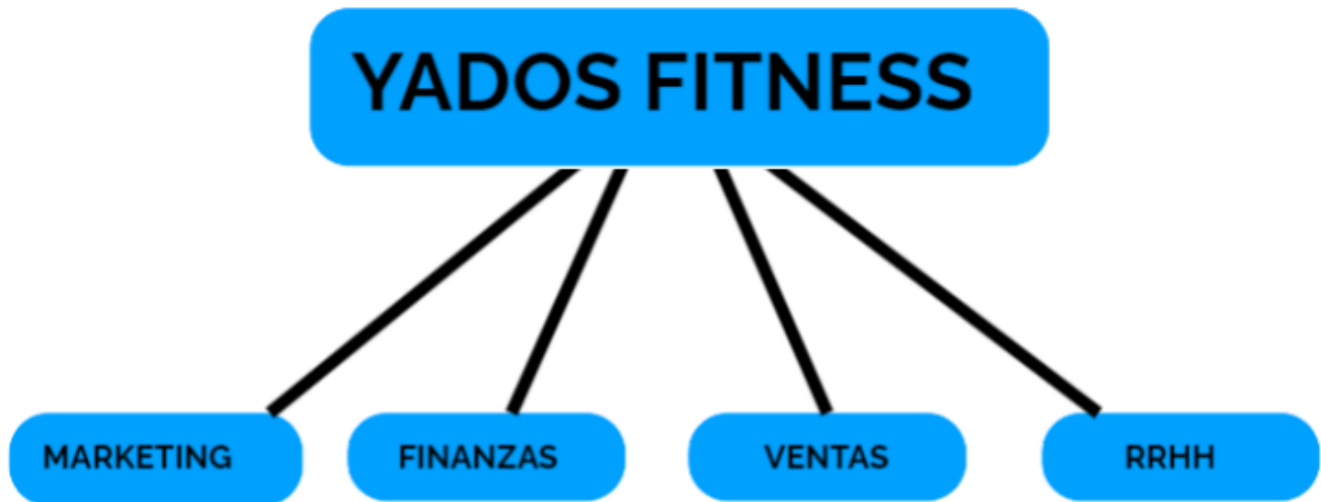 YADOS FITNESS
MARKETING
FINANZAS
VENTAS
RRHH